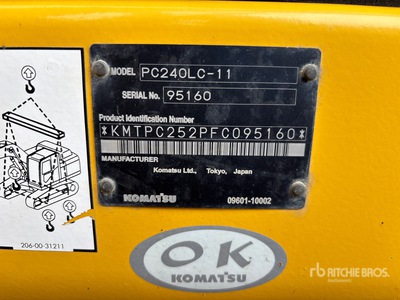 MODEL PC240LC-11
SERIAL No. 95160
Product Identification Number
*KMTPC252PFC095160*
MANUFACTURER
Komatsu Ltd., Tokyo, Japan
KOMATSU 09601-10002
206-00-31211
OK
KOMATSU
rb RITCHIE BROS.